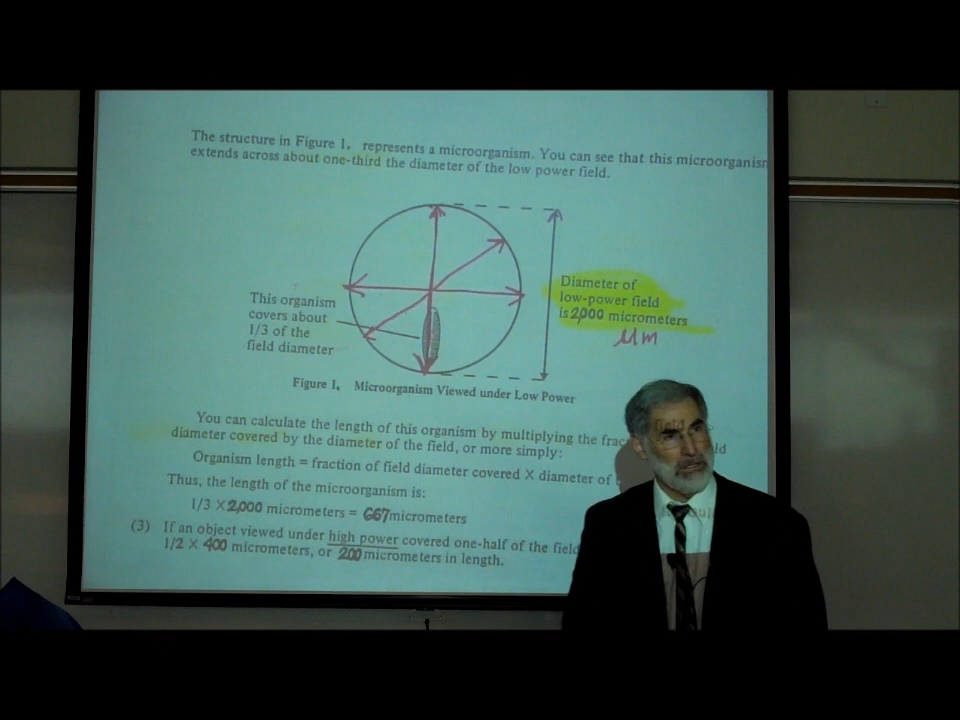 The structure in Figure 1. represents a microorganism. You can see that this microorganism
extends across about one-third the diameter of the low power field.
This organism
covers about
1/3 of the
field diameter
Diameter of
low-power field
is 2,000 micrometers
µm
Figure 1. Microorganism Viewed under Low Power
You can calculate the length of this organism by multiplying the
diameter covered by the diameter of the field, or more simply:
Organism length = fraction of field diameter covered X diameter of
Thus, the length of the microorganism is:
1/3 X 2,000 micrometers = 667 micrometers
(3) If an object viewed under high power covered one-half of the field
1/2 X 400 micrometers, or 200 micrometers in length.